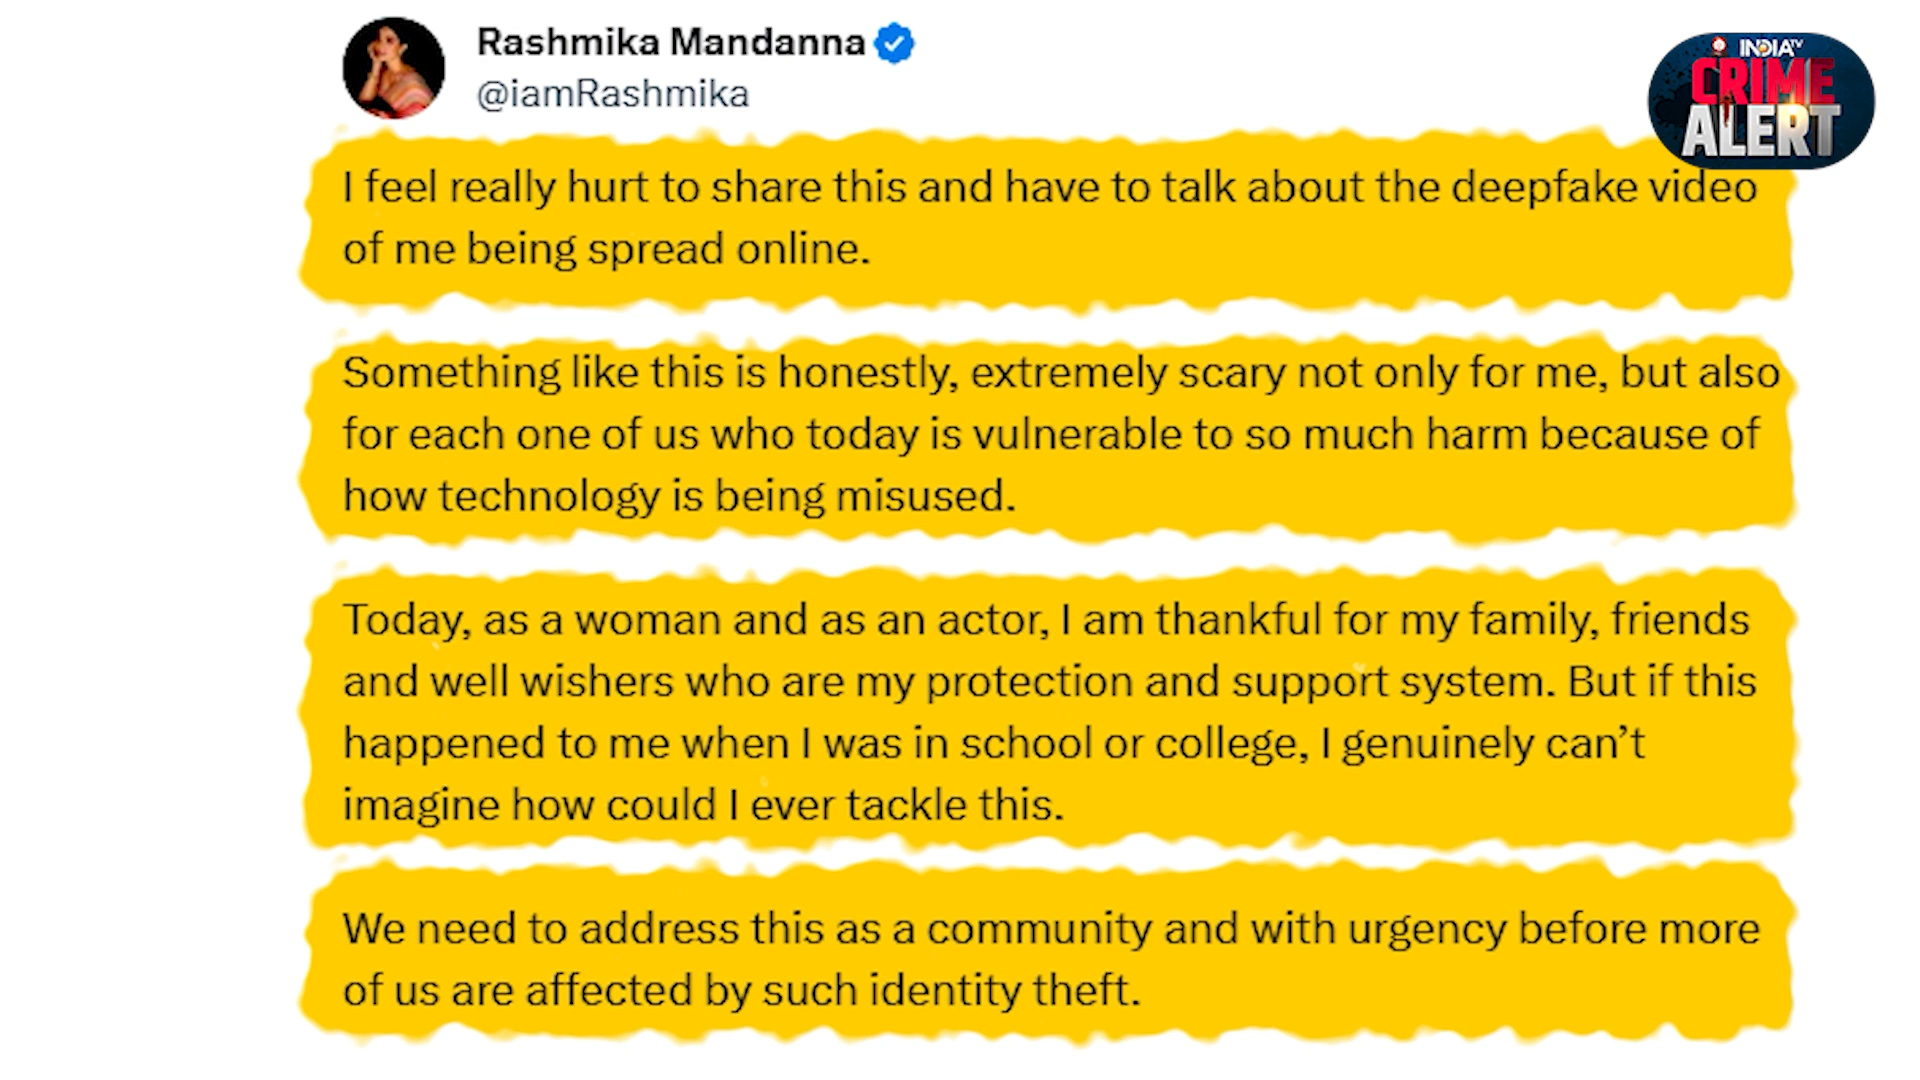 Rashmika Mandanna
@iamRashmika
INDIA TV
CRIME
ALERT
I feel really hurt to share this and have to talk about the deepfake video
of me being spread online.
Something like this is honestly, extremely scary not only for me, but also
for each one of us who today is vulnerable to so much harm because of
how technology is being misused.
Today, as a woman and as an actor, I am thankful for my family, friends
and well wishers who are my protection and support system. But if this
happened to me when I was in school or college, I genuinely can’t
imagine how could I ever tackle this.
We need to address this as a community and with urgency before more
of us are affected by such identity theft.